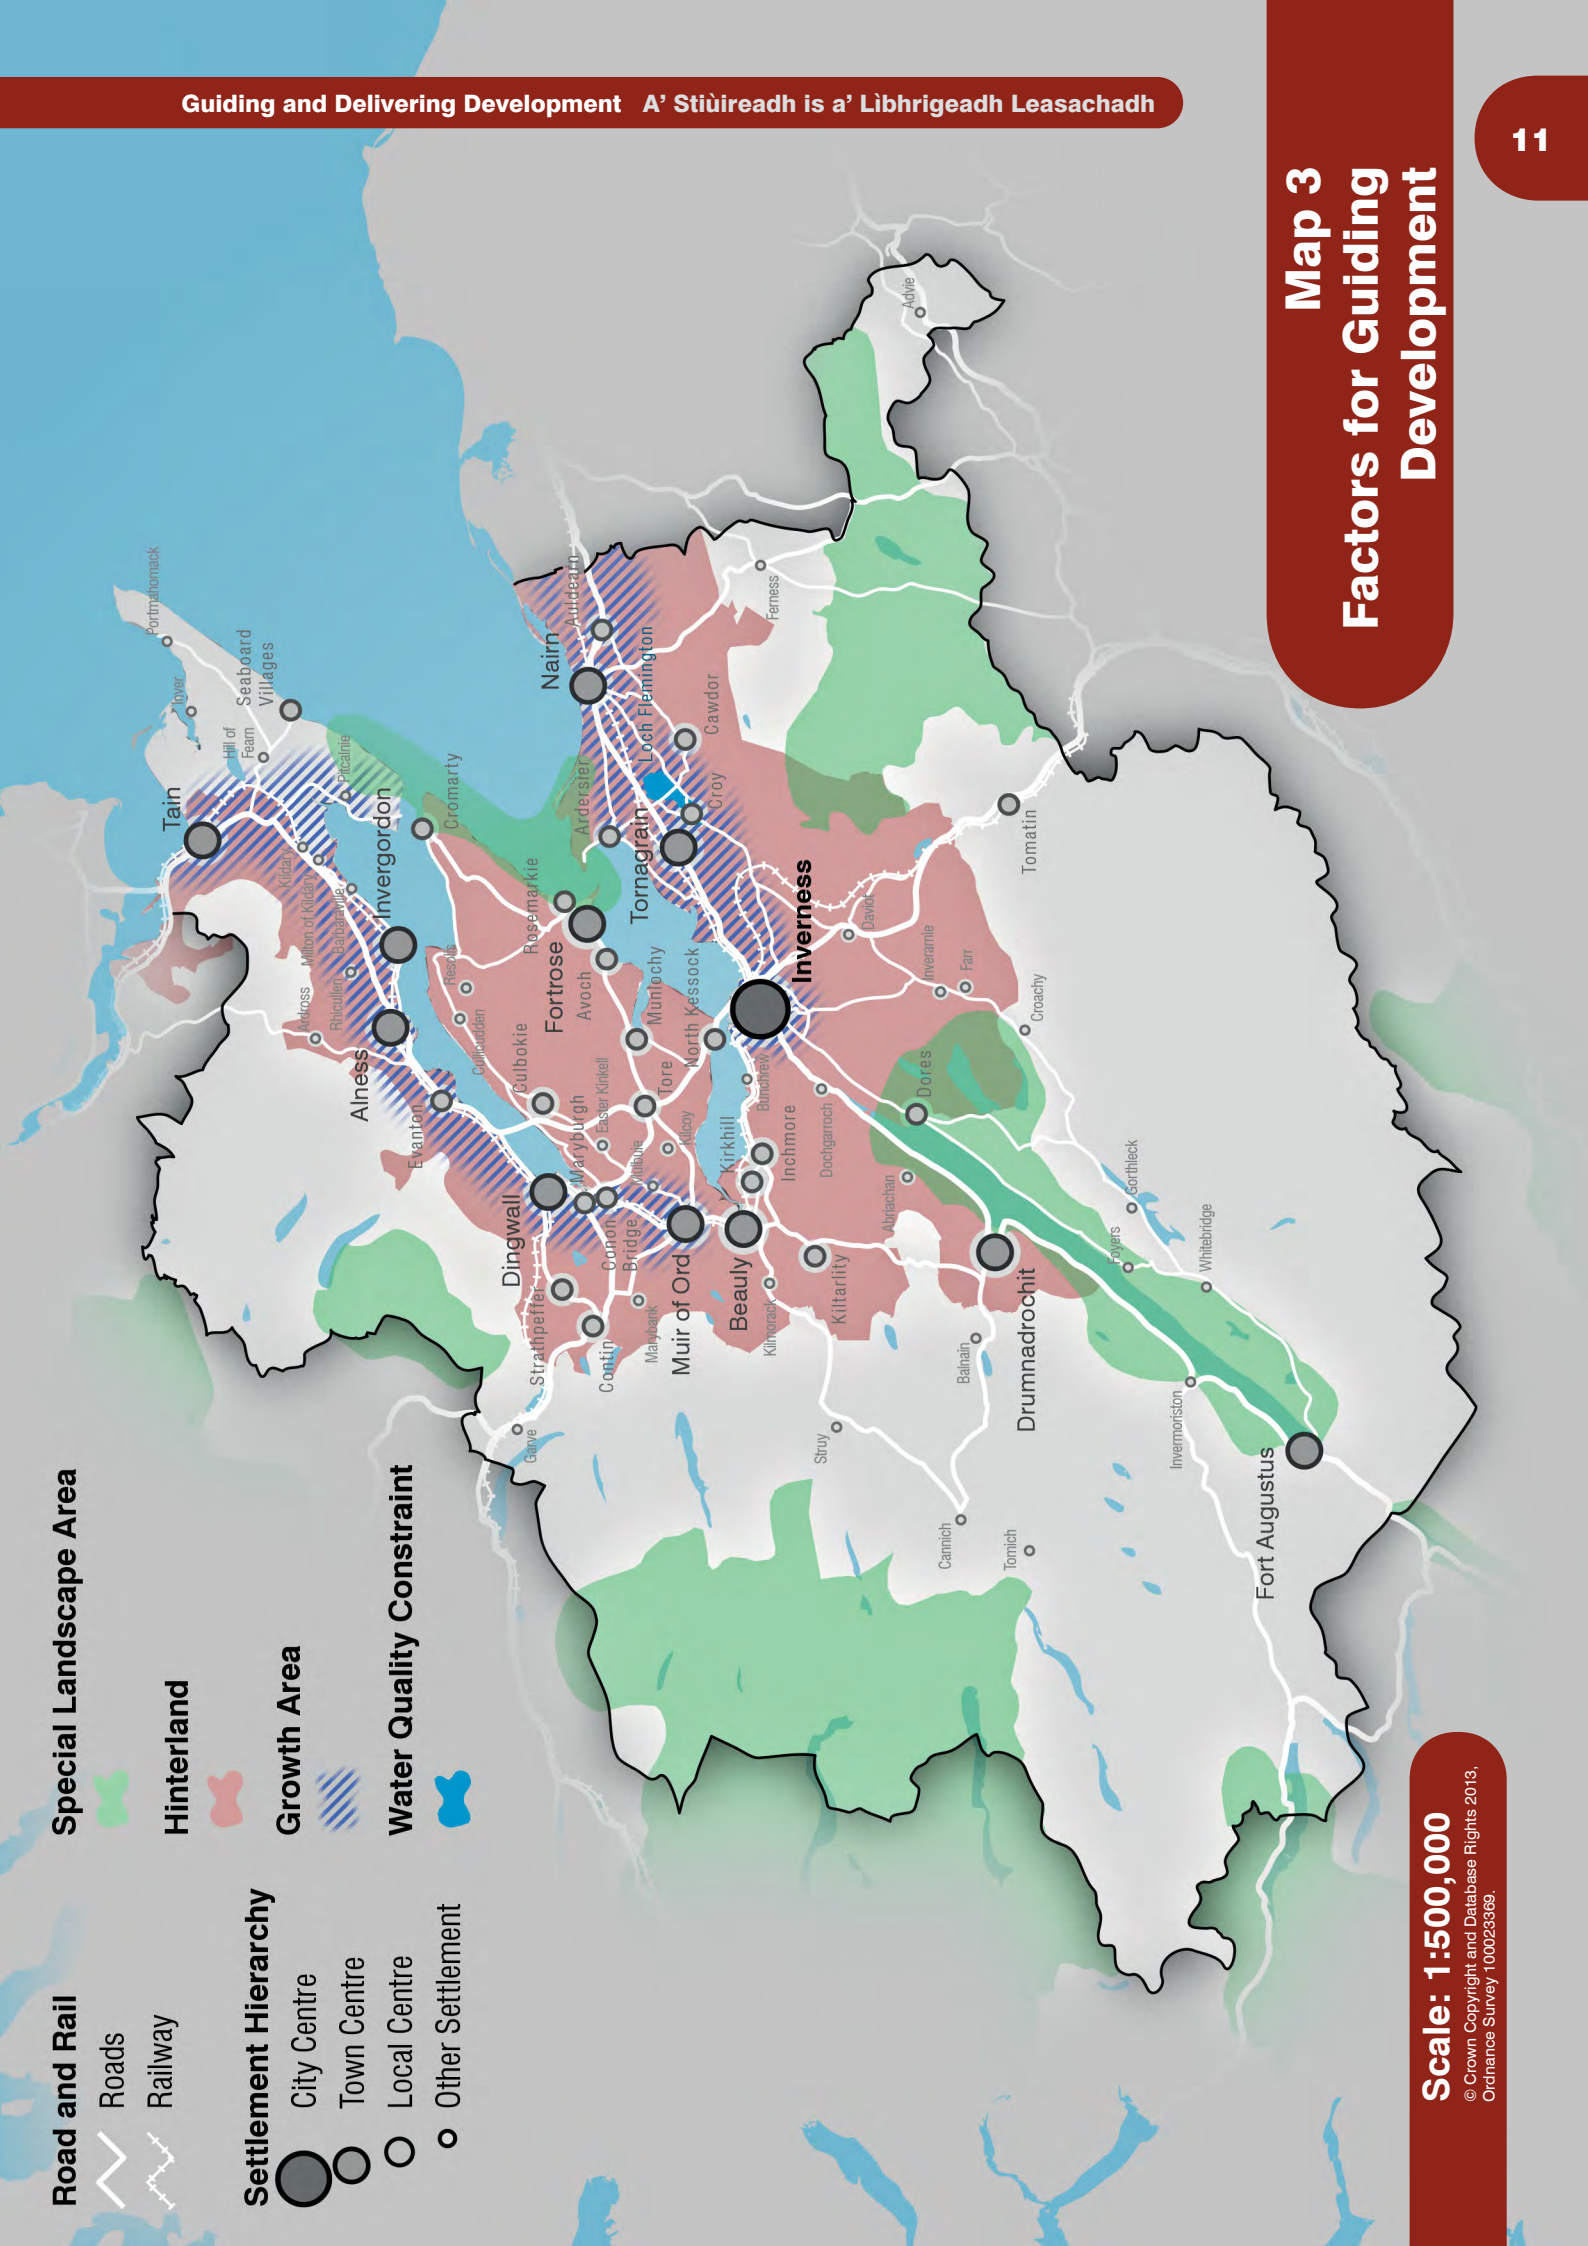 Guiding and Delivering Development A’ Stiùireadh is a’ Lìbhrigeadh Leasachadh
11
Map 3
Factors for Guiding
Development
Road and Rail
Roads
Railway
Settlement Hierarchy
City Centre
Town Centre
Local Centre
Other Settlement
Special Landscape Area
Hinterland
Growth Area
Water Quality Constraint
Portmahomack
Inver
Seaboard
Villages
Hill of
Fearn
Tain
Pitcalnie
Kildary
Milton of Kildary
Barbaraville
Invergordon
Rhicullen
Ardross
Alness
Evanton
Cromarty
Resolis
Cullicudden
Culbokie
Rosemarkie
Fortrose
Avoch
Munlochy
North Kessock
Tore
Easter Kinkell
Kilcoy
Mulbuie
Maryburgh
Dingwall
Conon
Bridge
Strathpeffer
Contin
Garve
Marybank
Muir of Ord
Beauly
Kilmorack
Kiltarlity
Kirkhill
Inchmore
Bunchrew
Inverness
Dochgarroch
Abriachan
Dores
Nairn
Auldearn
Loch Flemington
Cawdor
Croy
Ardersier
Tornagrain
Ferness
Advie
Tomatin
Daviot
Inverarnie
Farr
Croachy
Gorthleck
Foyers
Whitebridge
Drumnadrochit
Balnain
Struy
Cannich
Tomich
Invermoriston
Fort Augustus
Scale: 1:500,000
© Crown Copyright and Database Rights 2013,
Ordnance Survey 100023369.